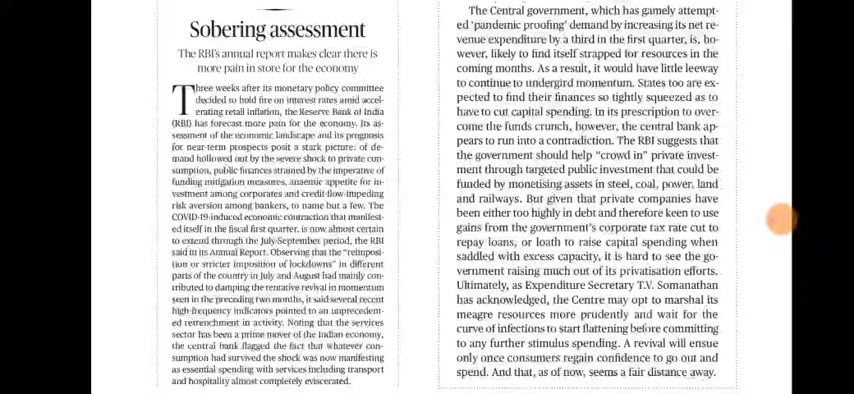 Sobering assessment
The RBI's annual report makes clear there is
more pain in store for the economy
Three weeks after its monetary policy committee
decided to hold fire on interest rates amid accel-
erating retail inflation, the Reserve Bank of India
(RBI) has forecast more pain for the economy. Its as-
sessment of the economic landscape and its prognosis
for near-term prospects posit a stark picture: of de-
mand hollowed out by the severe shock to private con-
sumption, public finances strained by the imperative of
funding mitigation measures, anaemic appetite for in-
vestment among corporates and credit-flow-impeding
risk aversion among bankers, to name but a few. The
COVID-19-induced economic contraction that manifest-
ed itself in the fiscal first quarter, is now almost certain
to extend through the July-September period, the RBI
said in its Annual Report. Observing that the “reimposi-
tion or stricter imposition of lockdowns” in different
parts of the country in July and August had mainly con-
tributed to damping the tentative revival in momentum
seen in the preceding two months, it said several recent
high-frequency indicators pointed to an unprecedent-
ed retrenchment in activity. Noting that the services
sector has been a prime mover of the Indian economy,
the central bank flagged the fact that whatever con-
sumption had survived the shock was now manifesting
as essential spending with services including transport
and hospitality almost completely eviscerated.
The Central government, which has gamely attempt-
ed ‘pandemic proofing’ demand by increasing its net re-
venue expenditure by a third in the first quarter, is, ho-
wever, likely to find itself strapped for resources in the
coming months. As a result, it would have little leeway
to continue to undergird momentum. States too are ex-
pected to find their finances so tightly squeezed as to
have to cut capital spending. In its prescription to over-
come the funds crunch, however, the central bank ap-
pears to run into a contradiction. The RBI suggests that
the government should help “crowd in” private invest-
ment through targeted public investment that could be
funded by monetising assets in steel, coal, power, land
and railways. But given that private companies have
been either too highly in debt and therefore keen to use
gains from the government's corporate tax rate cut to
repay loans, or loath to raise capital spending when
saddled with excess capacity, it is hard to see the go-
vernment raising much out of its privatisation efforts.
Ultimately, as Expenditure Secretary T.V. Somanathan
has acknowledged, the Centre may opt to marshal its
meagre resources more prudently and wait for the
curve of infections to start flattening before committing
to any further stimulus spending. A revival will ensue
only once consumers regain confidence to go out and
spend. And that, as of now, seems a fair distance away.